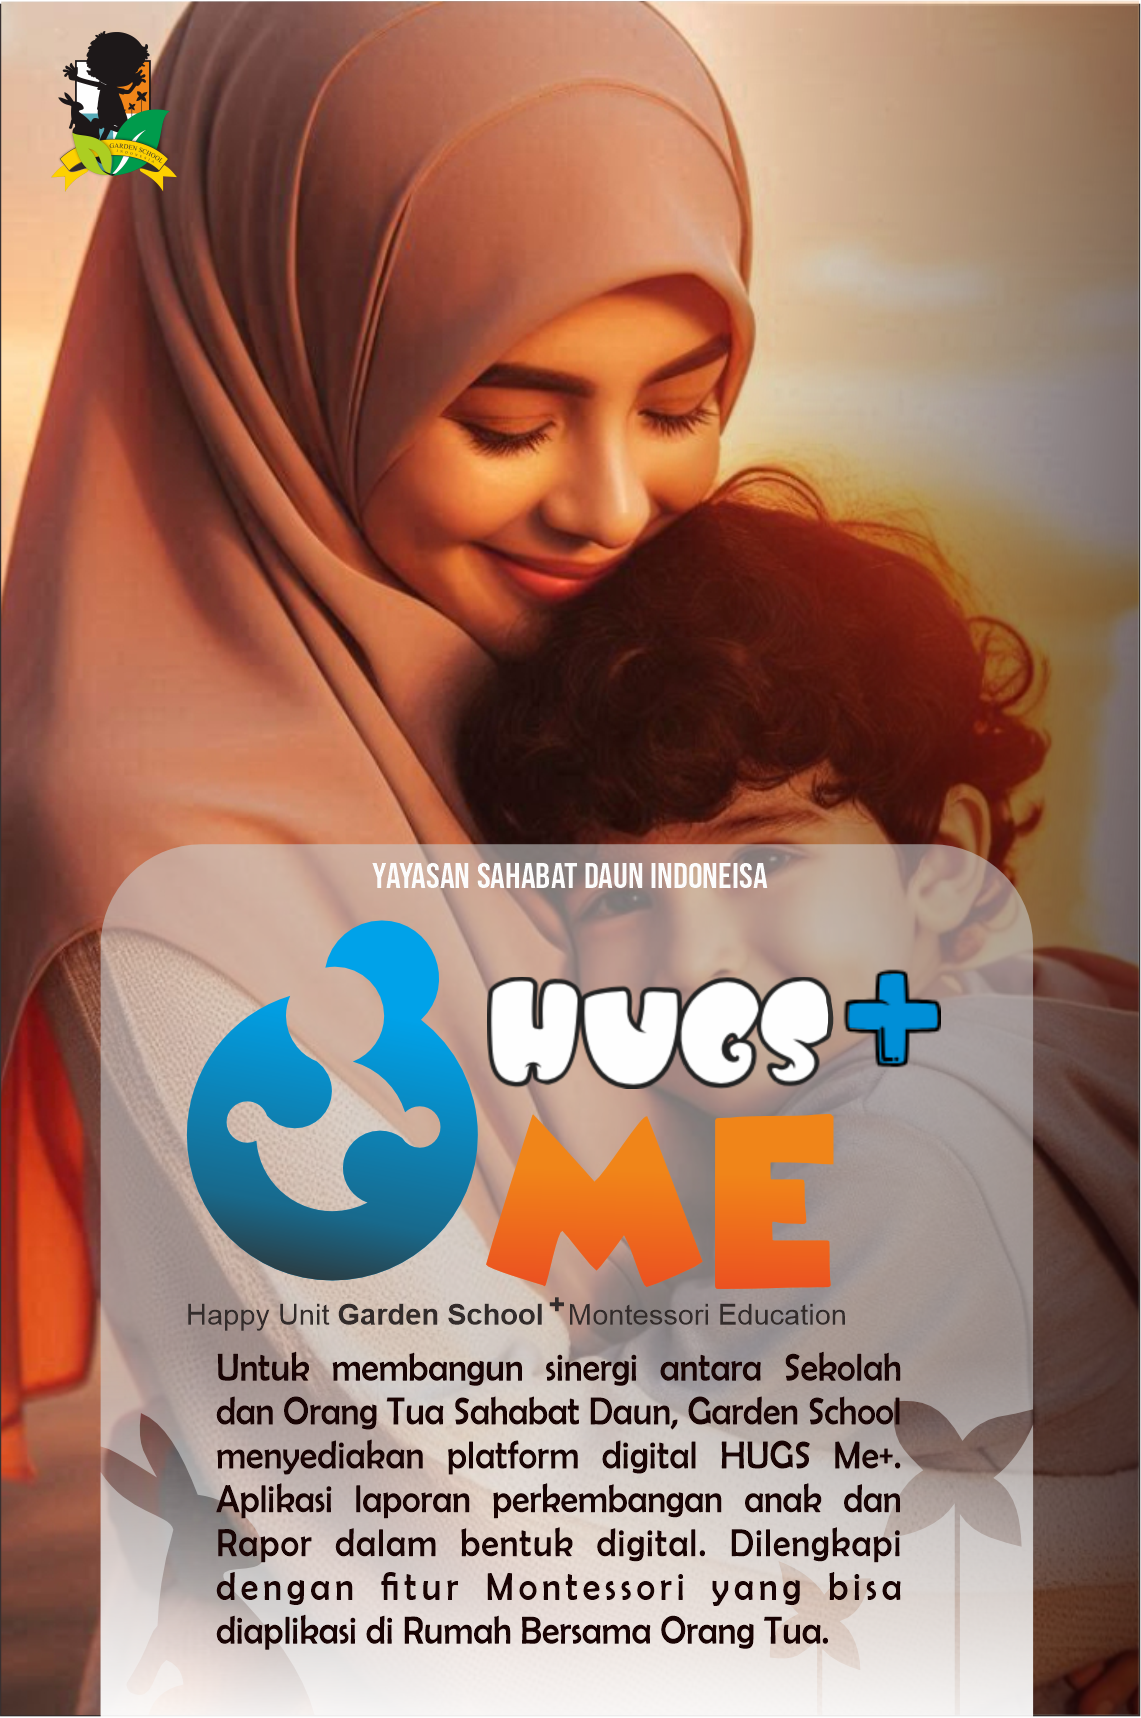 GARDEN SCHOOL
YAYASAN SAHABAT DAUN INDONEISA
HUGS+
ME
Happy Unit Garden School + Montessori Education
Untuk membangun sinergi antara Sekolah
dan Orang Tua Sahabat Daun, Garden School
menyediakan platform digital HUGS Me+.
Aplikasi laporan perkembangan anak dan
Rapor dalam bentuk digital. Dilengkapi
dengan fitur Montessori yang bisa
diaplikasi di Rumah Bersama Orang Tua.